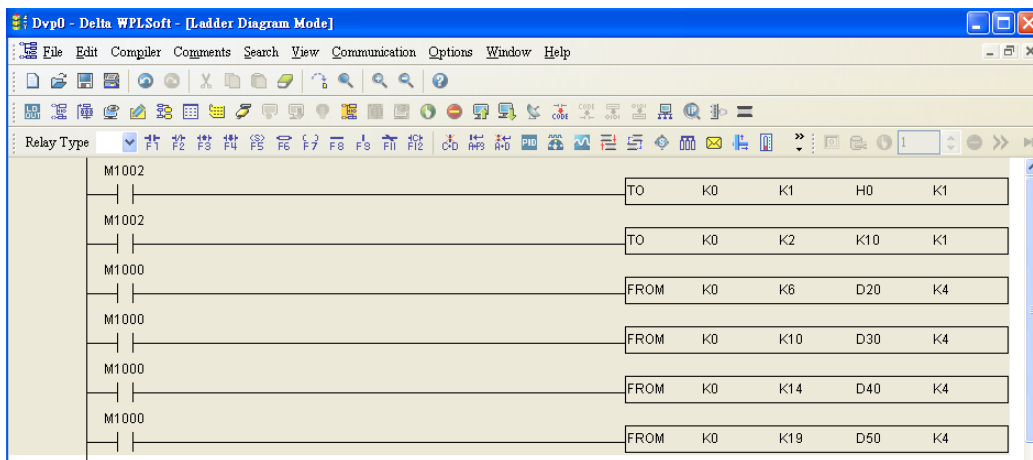 Dvp0 - Delta WPLSoft - [Ladder Diagram Mode]
File Edit Compiler Comments Search View Communication Options Window Help
Relay Type 1
M1002
TO K0 K1 H0 K1
M1002
TO K0 K2 K10 K1
M1000
FROM K0 K6 D20 K4
M1000
FROM K0 K10 D30 K4
M1000
FROM K0 K14 D40 K4
M1000
FROM K0 K19 D50 K4